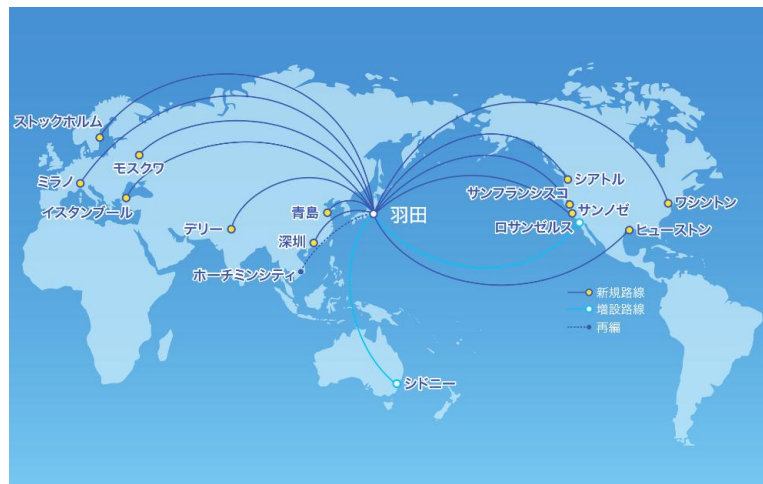 ストックホルム
モスクワ
ミラノ
イスタンブール
デリー
青島
深圳
ホーチミンシティ
羽田
シアトル
サンフランシスコ
サンノゼ
ロサンゼルス
ワシントン
ヒューストン
シドニー
新規路線
増設路線
再編